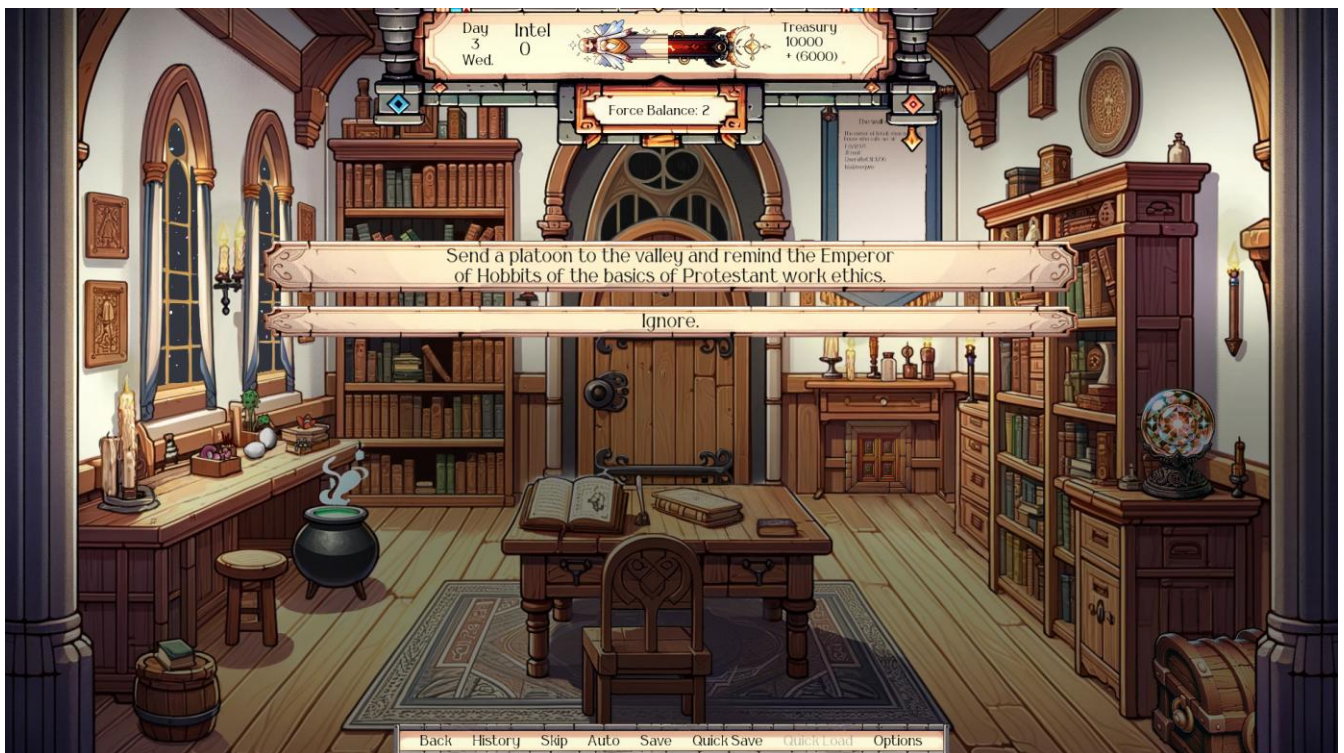 Day
3
Wed.
Intel
0
Treasury
10000
+ (6000)
Force Balance: 2
Send a platoon to the valley and remind the Emperor
of Hobbits of the basics of Protestant work ethics.
Ignore.
Back History Skip Auto Save Quick Save Quick Load Options